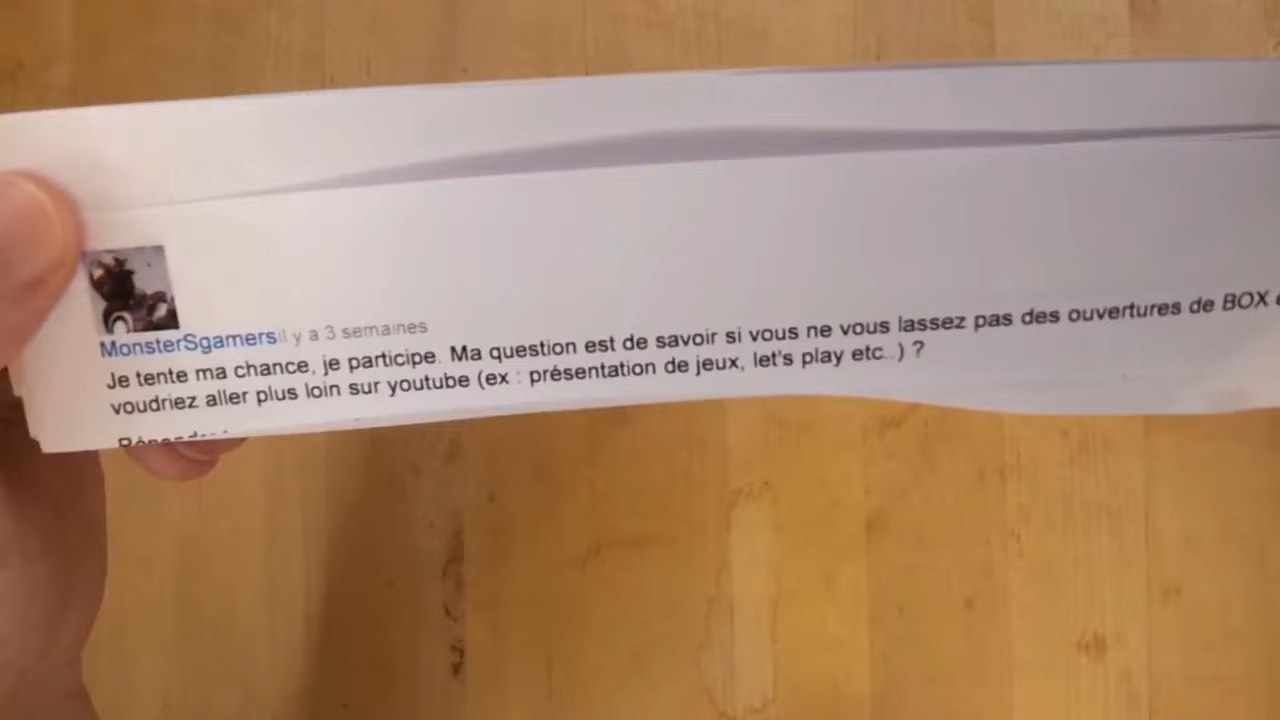 MonsterSgamers il y a 3 semaines
Je tente ma chance, je participe. Ma question est de savoir si vous ne vous lassez pas des ouvertures de BOX
voudriez aller plus loin sur youtube (ex : présentation de jeux, let's play etc..) ?